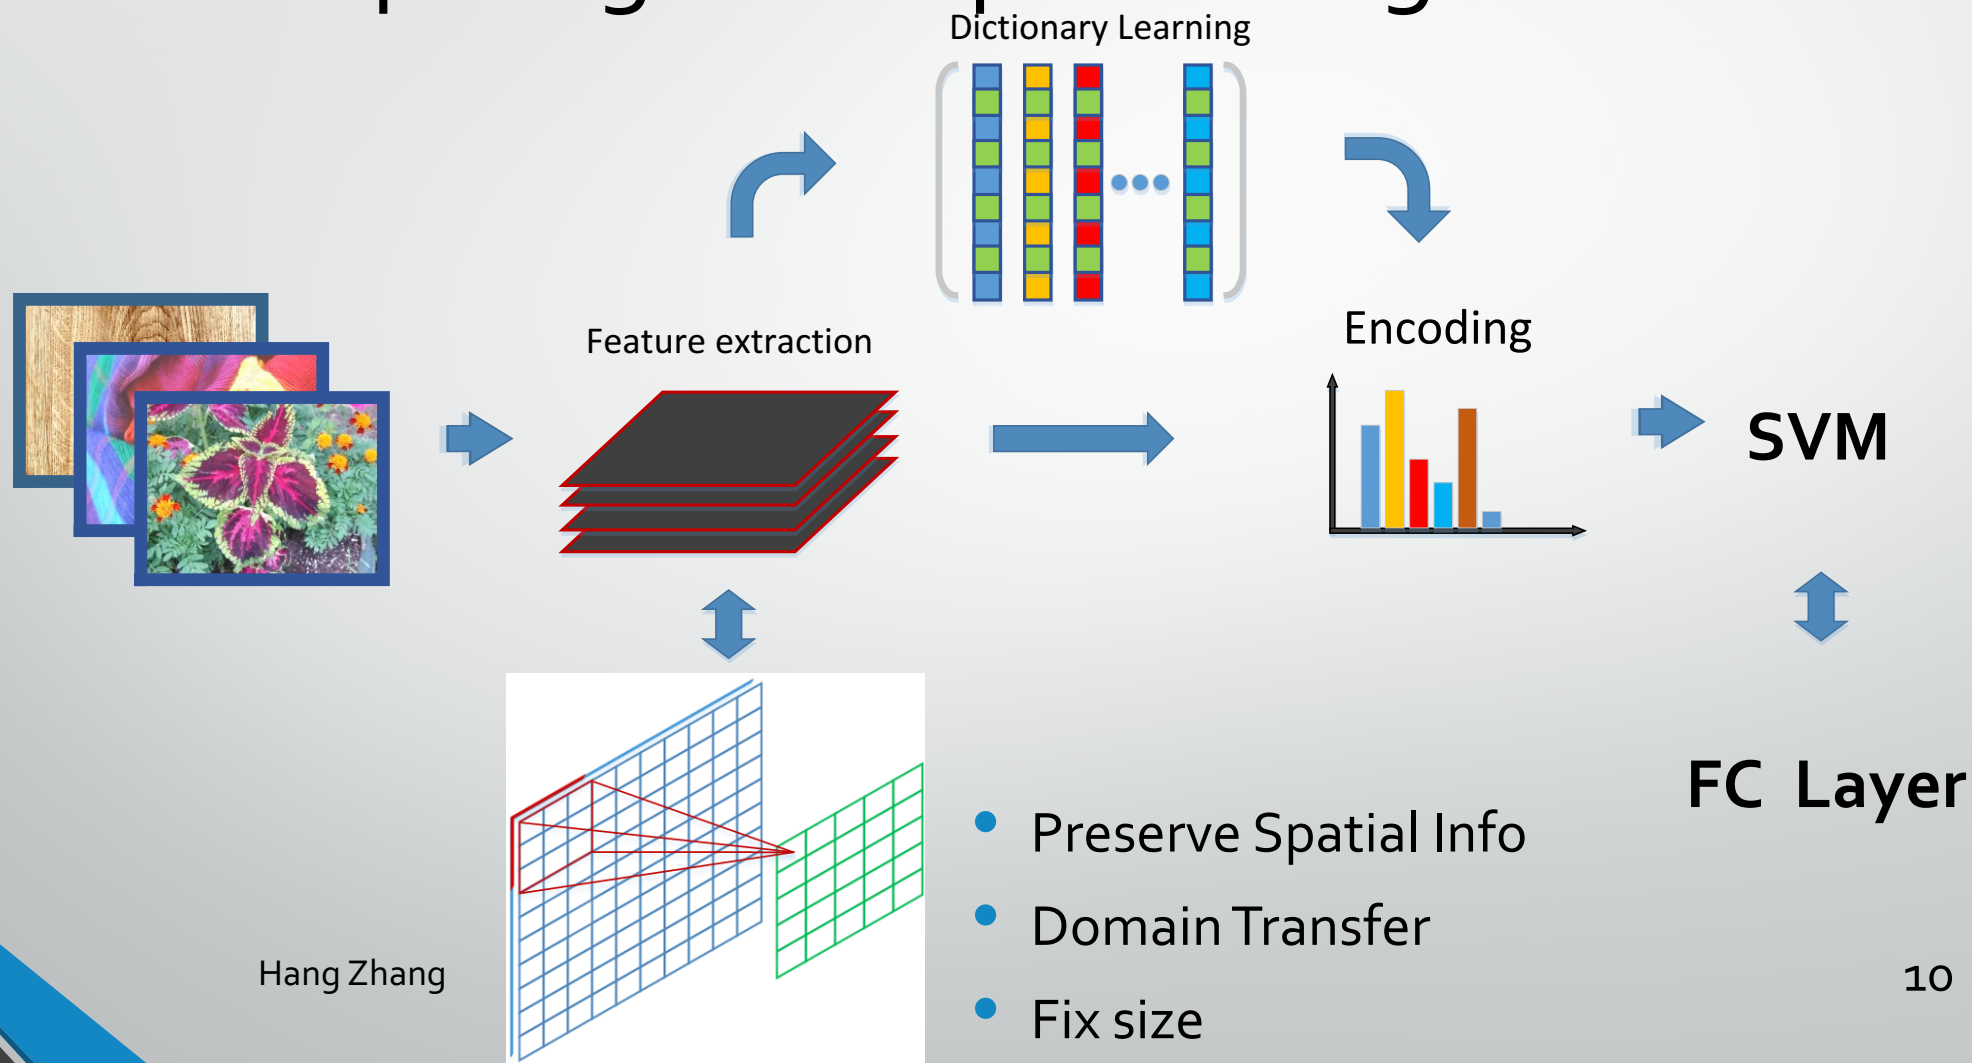 Dictionary Learning
Feature extraction
Encoding
SVM
FC Layer
Preserve Spatial Info
Domain Transfer
Fix size
Hang Zhang
10